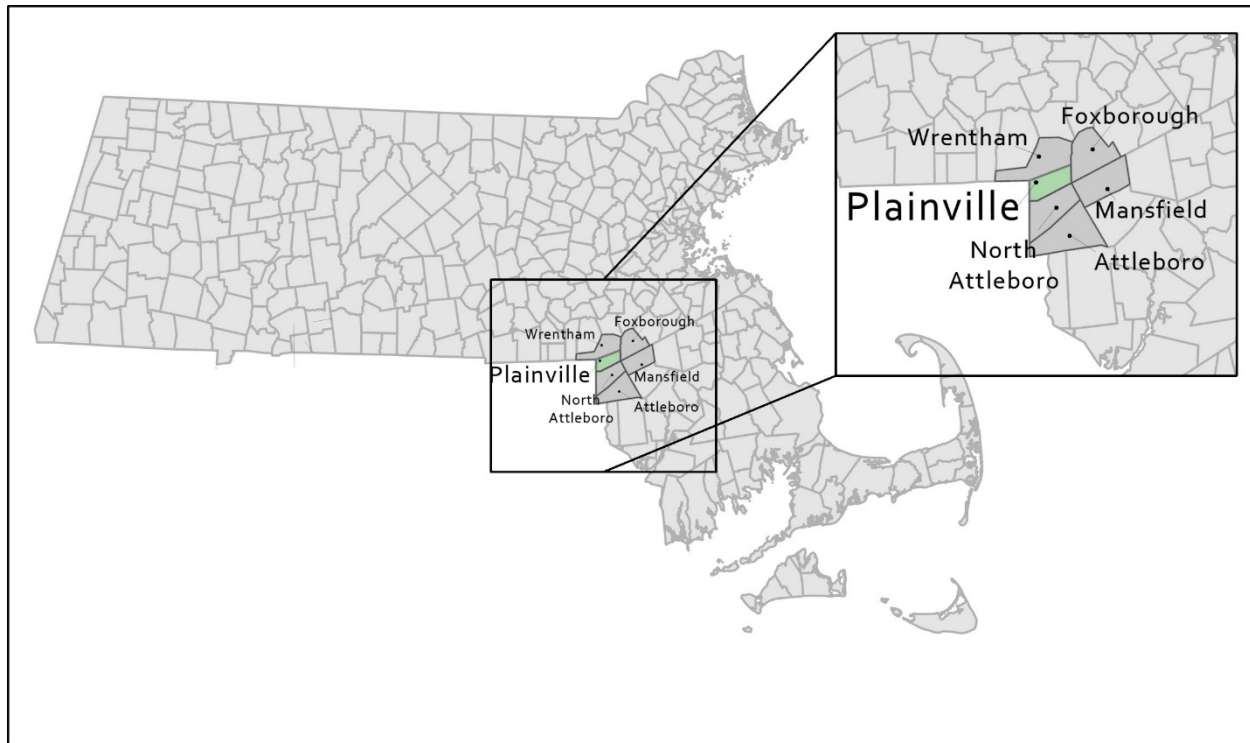 Foxborough
Wrentham
Plainville
Mansfield
North
Attleboro
Attleboro
Foxborough
Wrentham
Plainville
Mansfield
North
Attleboro
Attleboro